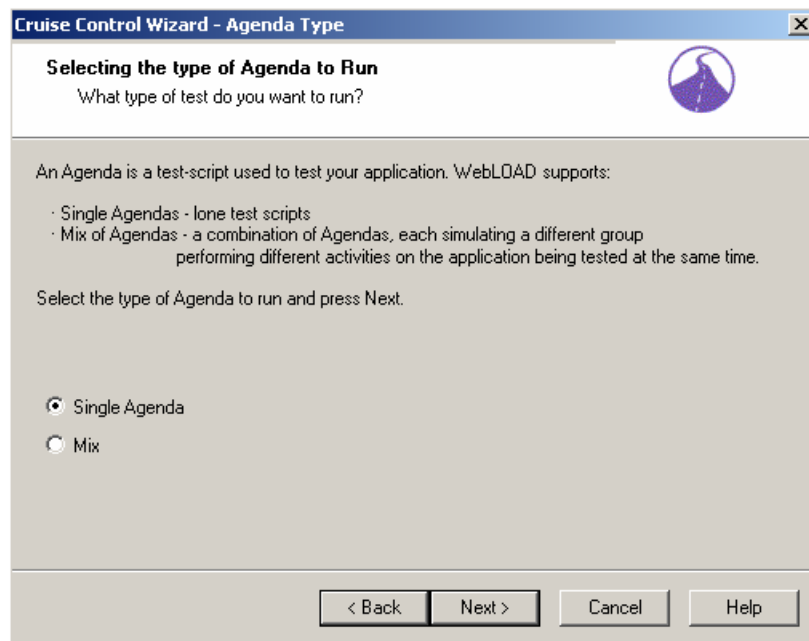 Cruise Control Wizard - Agenda Type
Selecting the type of Agenda to Run
What type of test do you want to run?
An Agenda is a test-script used to test your application. WebLOAD supports:
· Single Agendas - lone test scripts
· Mix of Agendas - a combination of Agendas, each simulating a different group
performing different activities on the application being tested at the same time.
Select the type of Agenda to run and press Next.
Single Agenda
Mix
< Back Next > Cancel Help